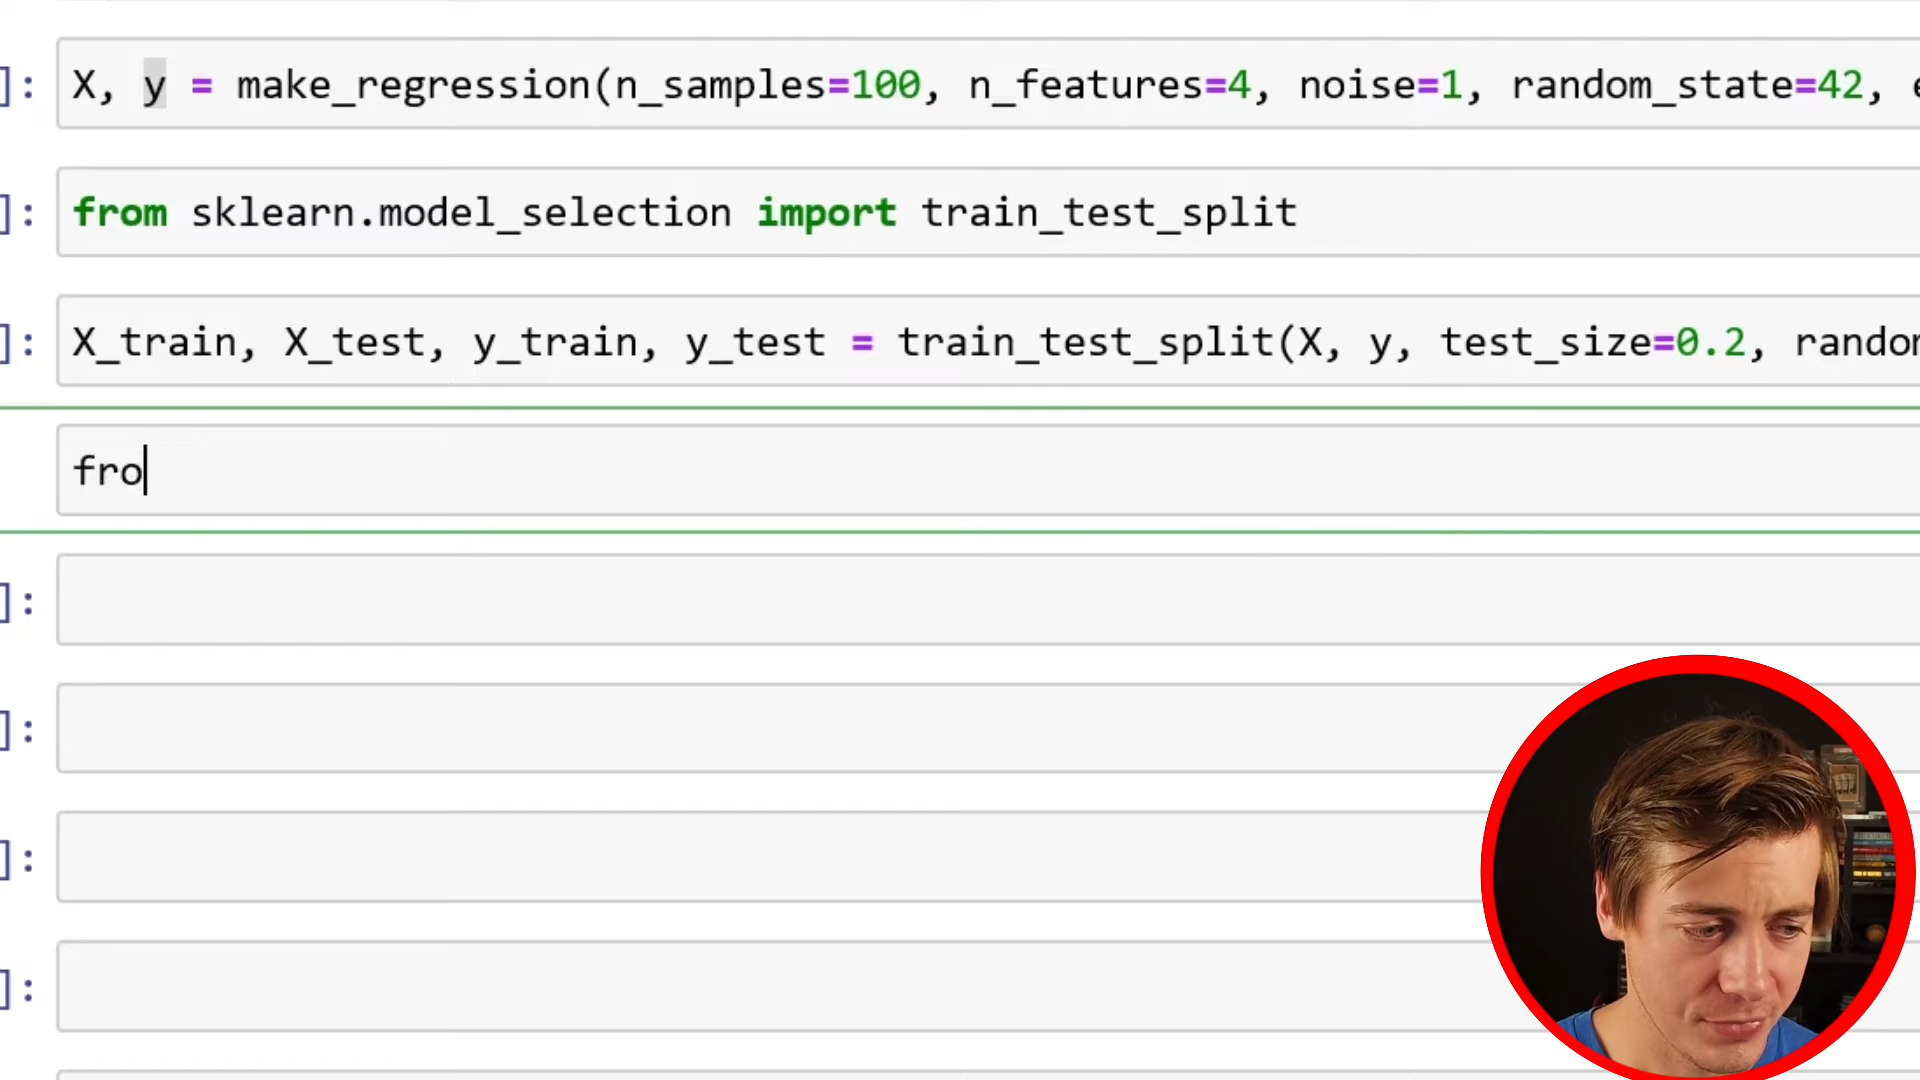 ]: X, y = make_regression(n_samples=100, n_features=4, noise=1, random_state=42, e
]: from sklearn.model_selection import train_test_split
]: X_train, X_test, y_train, y_test = train_test_split(X, y, test_size=0.2, random
fro
]:
]:
]:
]: